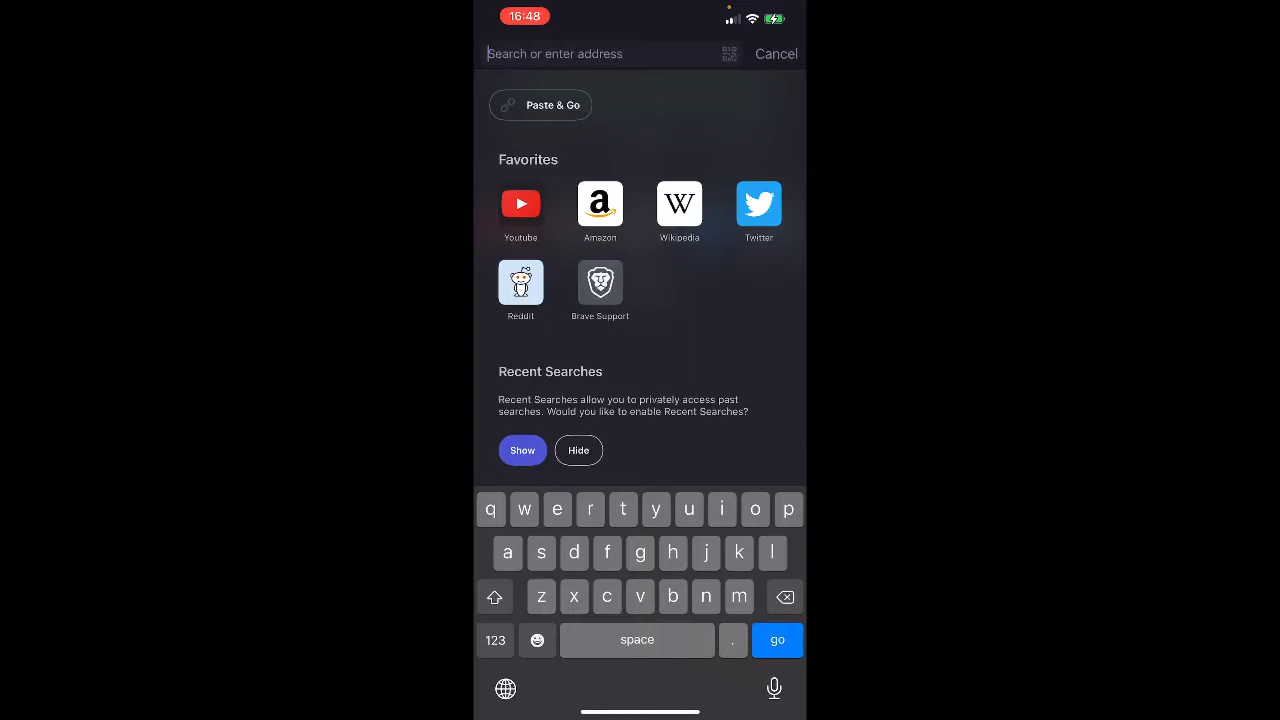 16:48
Search or enter address
Cancel
Paste & Go
Favorites
Youtube
Amazon
Wikipedia
Twitter
Reddit
Brave Support
Recent Searches
Recent Searches allow you to privately access past
searches. Would you like to enable Recent Searches?
Show
Hide
q w e r t y u i o p
a s d f g h j k l
z x c v b n m
123
space
.
go